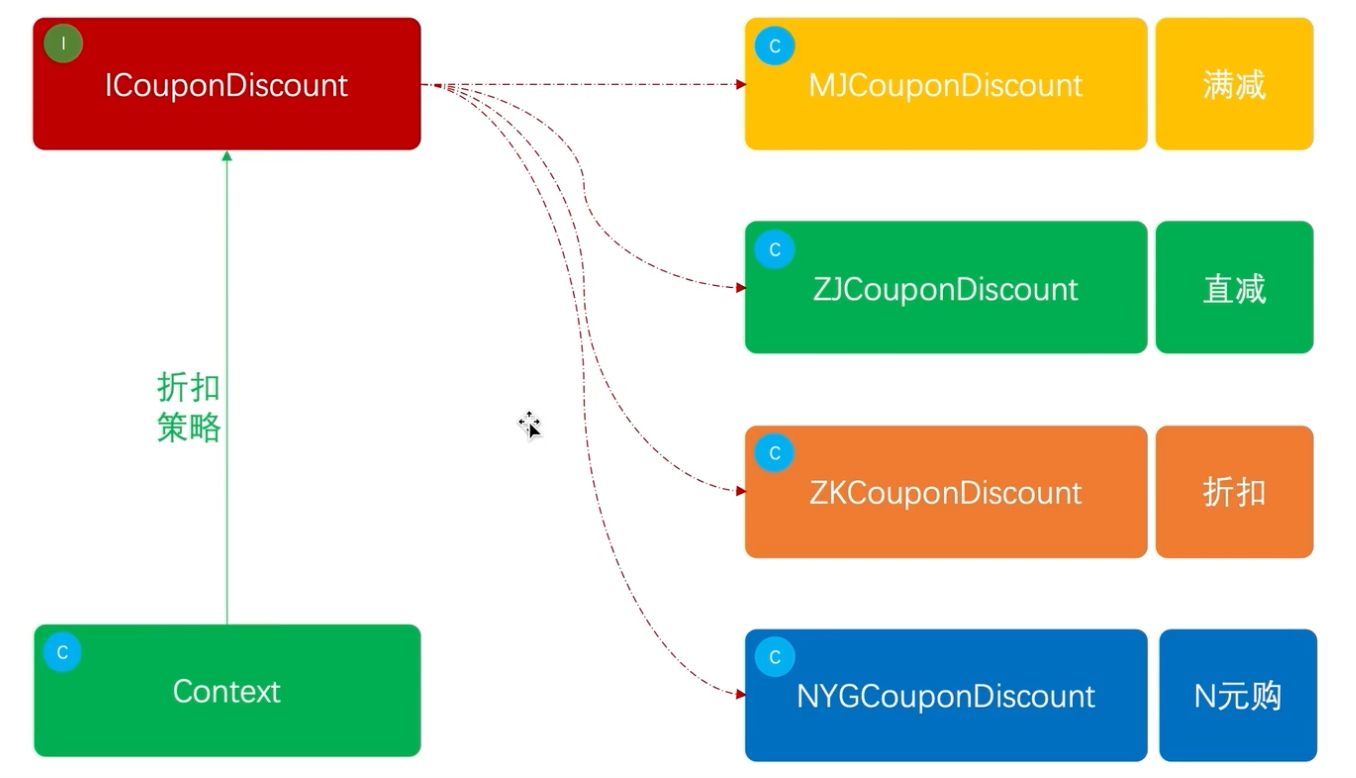 I
ICouponDiscount
C
MJCouponDiscount
满减
C
ZJCouponDiscount
直减
折扣
策略
C
ZKCouponDiscount
折扣
C
Context
C
NYGCouponDiscount
N元购